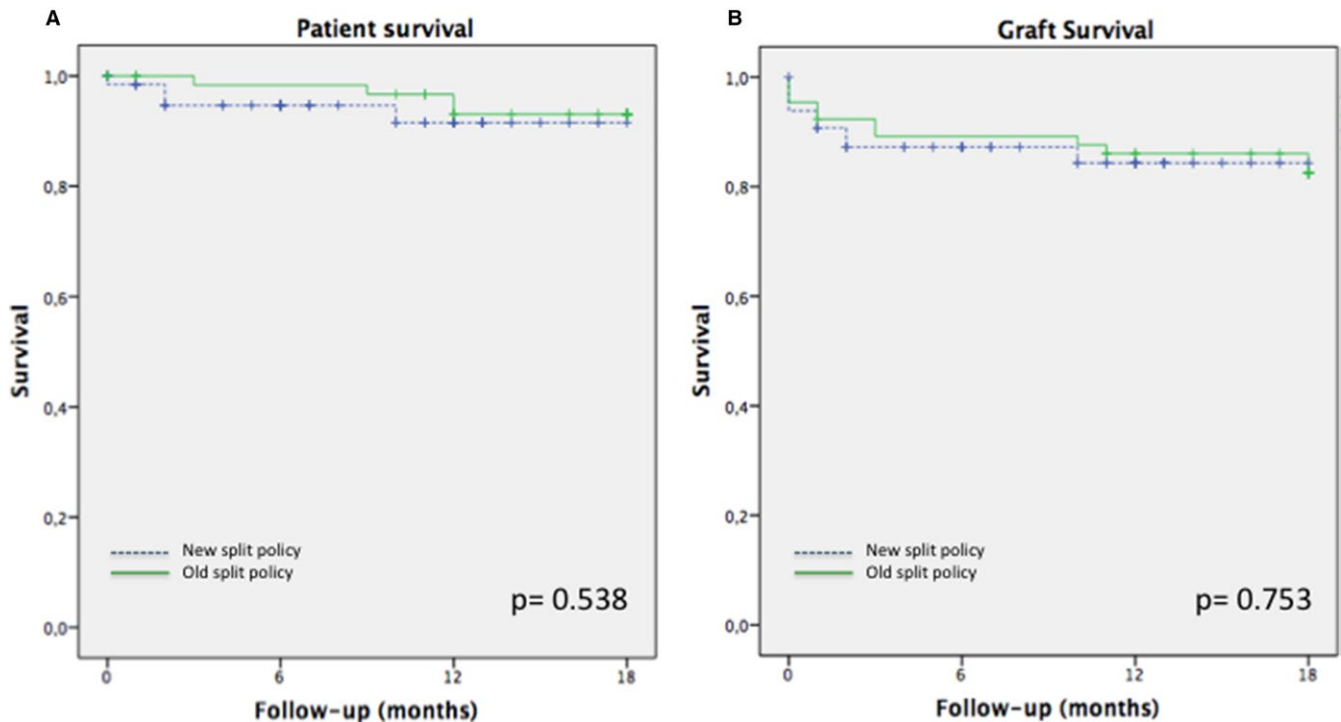 A
Patient survival
Survival
1,0
0,8
0,6
0,4
0,2
0,0
New split policy
Old split policy
p= 0.538
0 6 12 18
Follow-up (months)
B
Graft Survival
Survival
1,0
0,8
0,6
0,4
0,2
0,0
New split policy
Old split policy
p= 0.753
0 6 12 18
Follow-up (months)